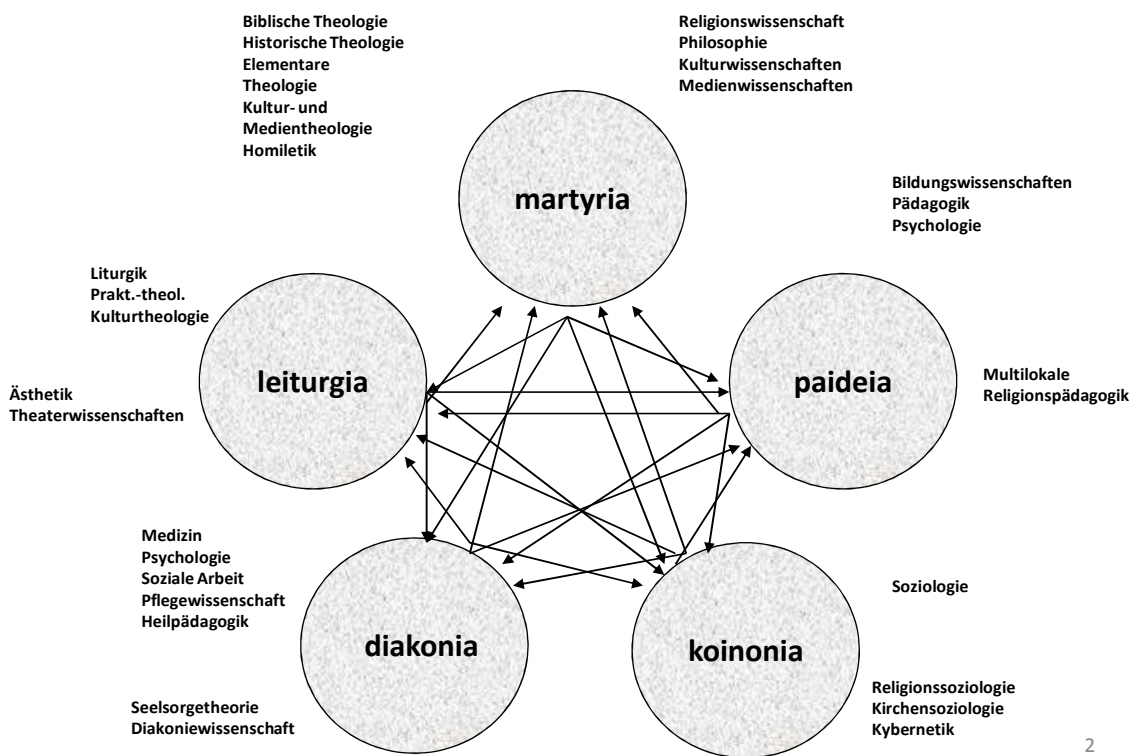 Biblische Theologie
Historische Theologie
Elementare
Theologie
Kultur- und
Medientheologie
Homiletik
Religionswissenschaft
Philosophie
Kulturwissenschaften
Medienwissenschaften
martyria
Bildungswissenschaften
Pädagogik
Psychologie
Liturgik
Prakt.-theol.
Kulturtheologie
leiturgia
paideia
Ästhetik
Theaterwissenschaften
Multilokale
Religionspädagogik
Medizin
Psychologie
Soziale Arbeit
Pflegewissenschaft
Heilpädagogik
diakonia
koinonia
Soziologie
Seelsorgetheorie
Diakoniewissenschaft
Religionssoziologie
Kirchensoziologie
Kybernetik
2